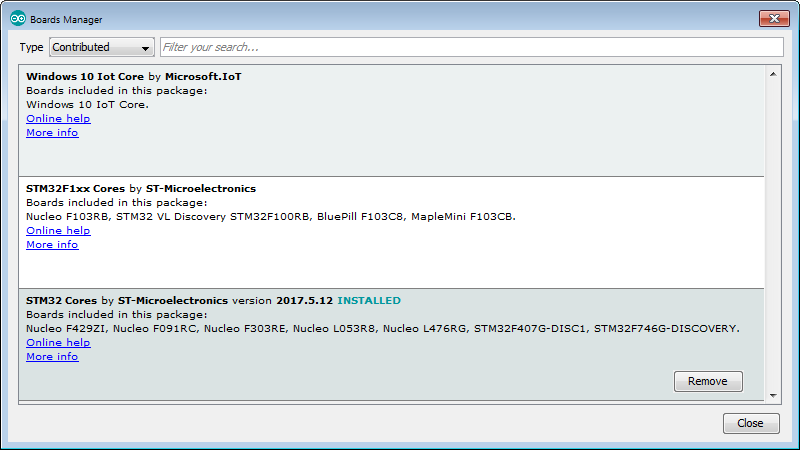 Boards Manager
Type Contributed Filter your search...
Windows 10 Iot Core by Microsoft.IoT
Boards included in this package:
Windows 10 IoT Core.
Online help
More info
STM32F1xx Cores by ST-Microelectronics
Boards included in this package:
Nucleo F103RB, STM32 VL Discovery STM32F100RB, BluePill F103C8, MapleMini F103CB.
Online help
More info
STM32 Cores by ST-Microelectronics version 2017.5.12 INSTALLED
Boards included in this package:
Nucleo F429ZI, Nucleo F091RC, Nucleo F303RE, Nucleo L053R8, Nucleo L476RG, STM32F407G-DISC1, STM32F746G-DISCOVERY.
Online help
More info
Remove
Close